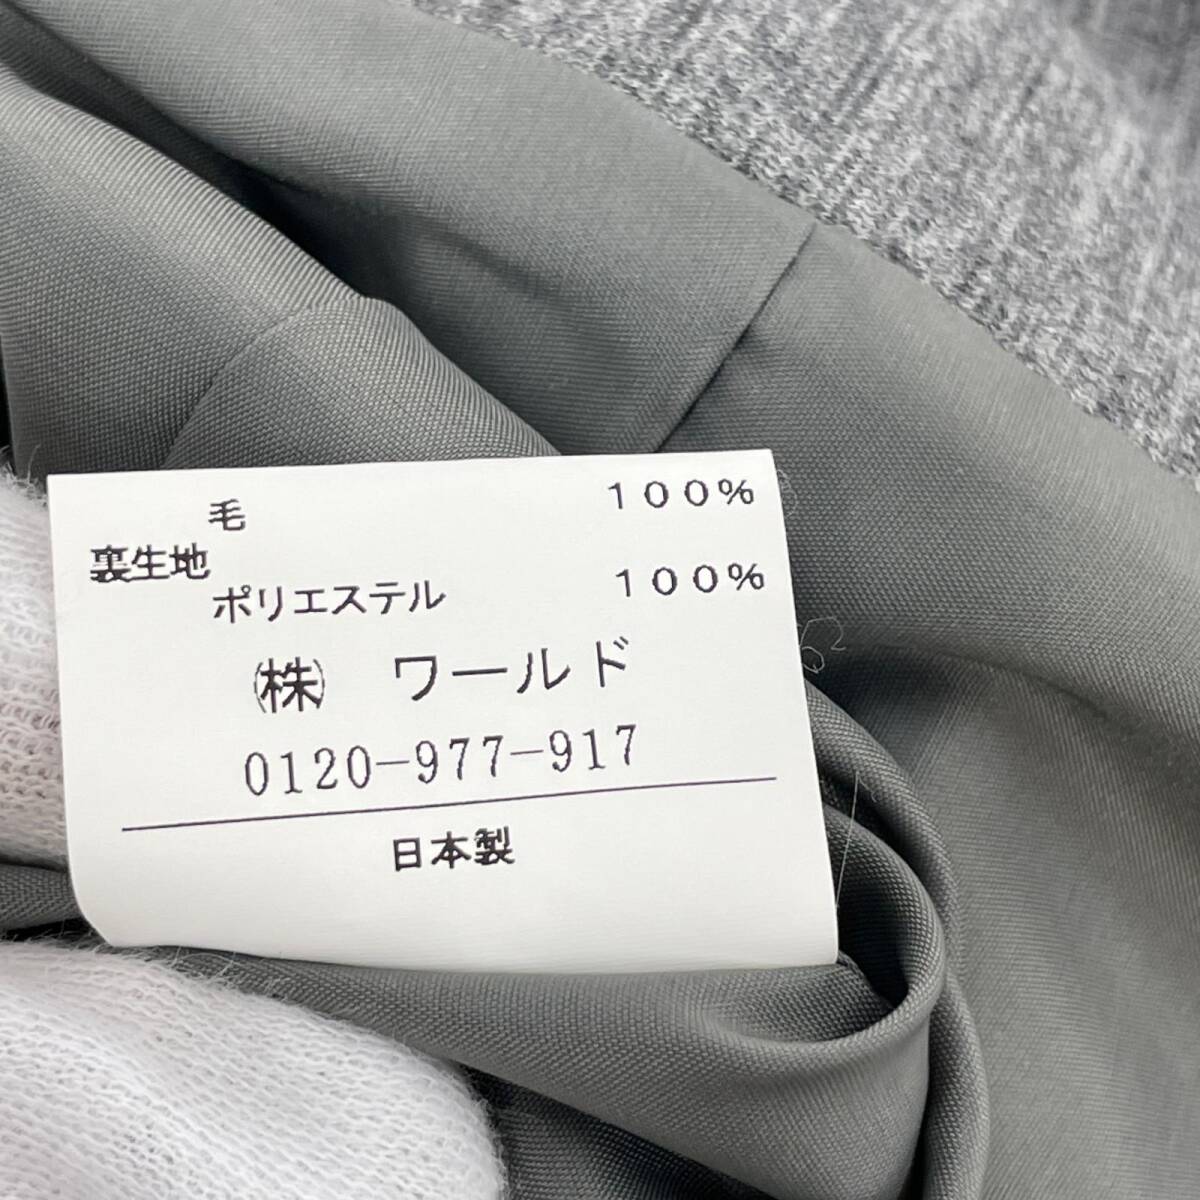 毛 １００％
裏生地
ポリエステル １００％
㈱ ワールド
0120-977-917
日本製